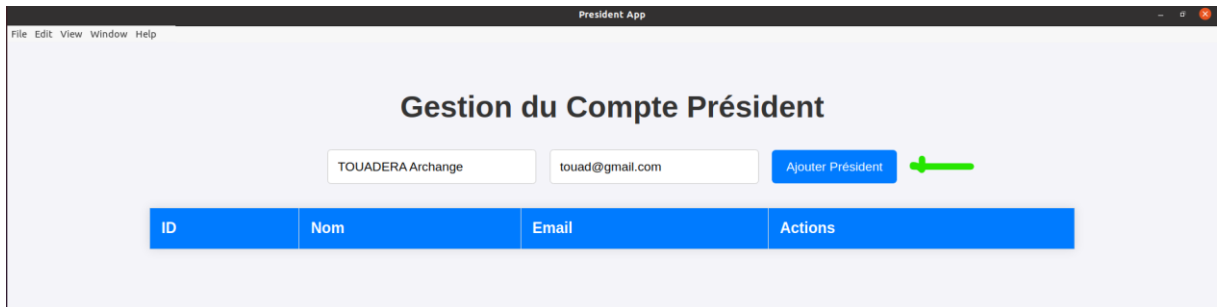 President App
File Edit View Window Help
Gestion du Compte Président
TOUADERA Archange touad@gmail.com Ajouter Président
ID Nom Email Actions